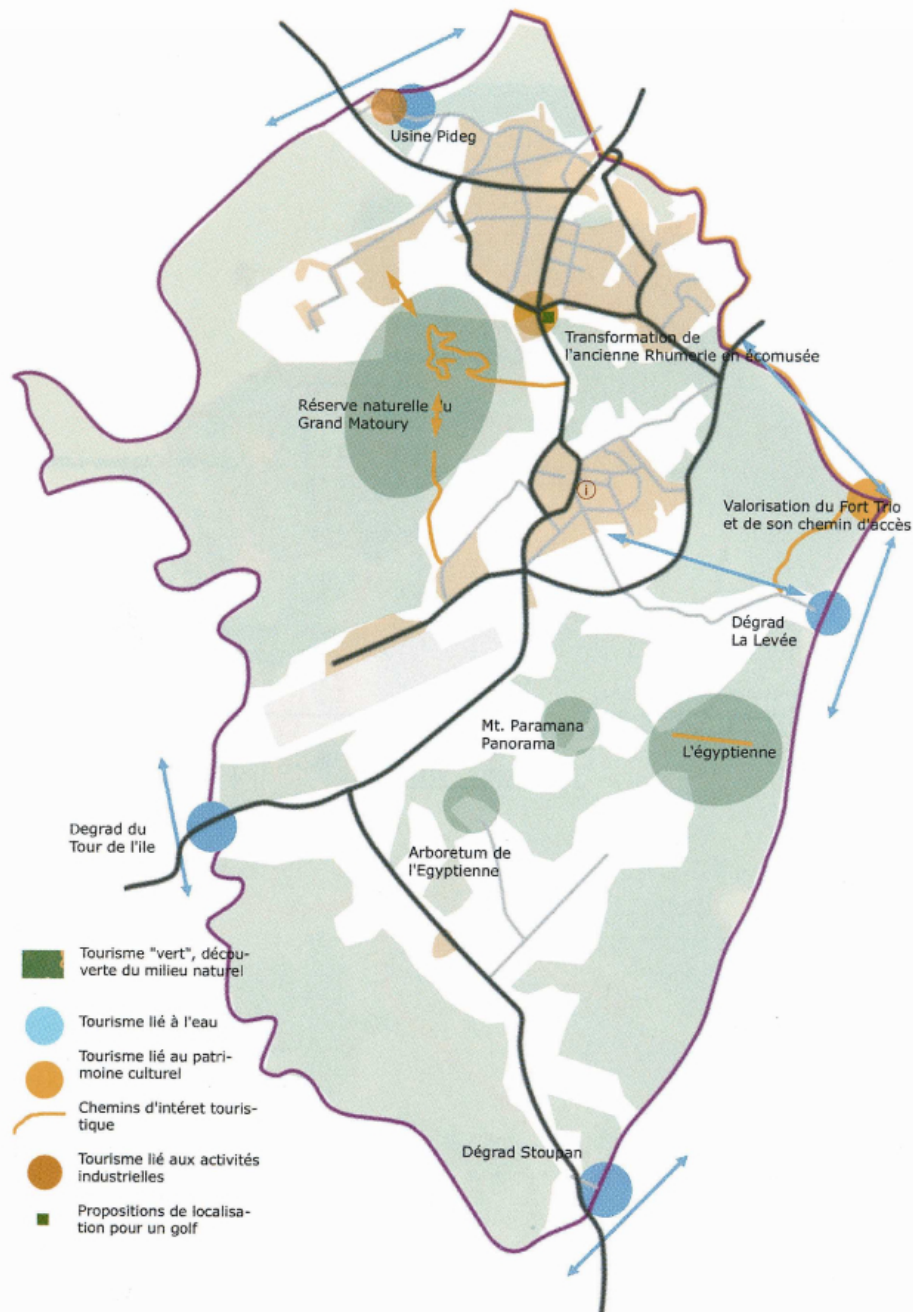 Usine Pideg
Transformation de
l'ancienne Rhumerie en écomusée
Réserve naturelle du
Grand Matoury
i
Valorisation du Fort Trio
et de son chemin d'accès
Dégrad
La Levée
Mt. Paramana
Panorama
L'égyptienne
Degrad du
Tour de l'ile
Arboretum de
l'Egyptienne
Dégrad Stoupan
Tourisme "vert", décou-
verte du milieu naturel
Tourisme lié à l'eau
Tourisme lié au patri-
moine culturel
Chemins d'intéret touris-
tique
Tourisme lié aux activités
industrielles
Propositions de localisa-
tion pour un golf